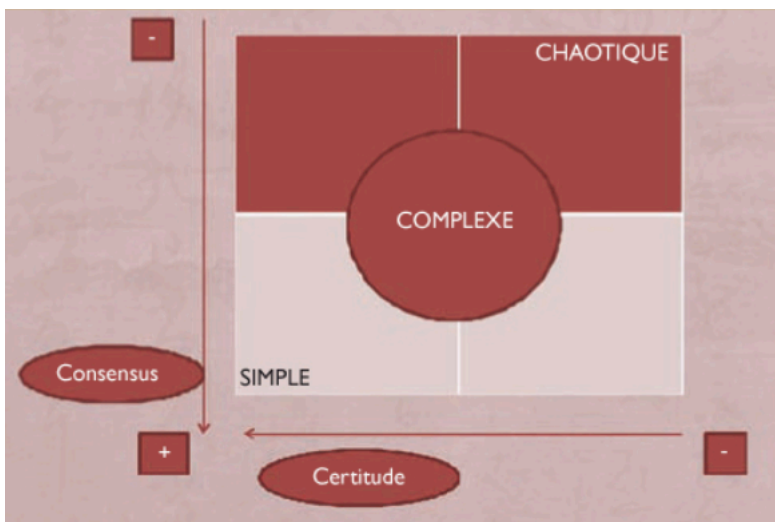 -
CHAOTIQUE
COMPLEXE
Consensus
SIMPLE
+
-
Certitude